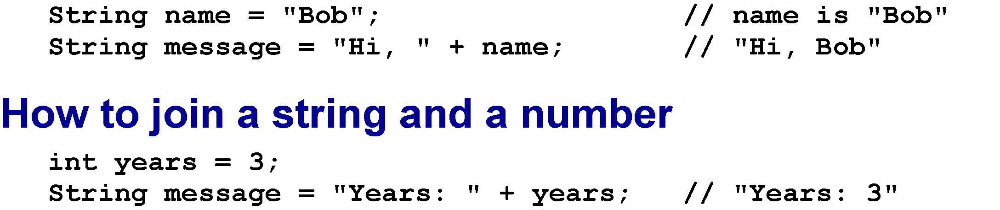 String name = "Bob";                  // name is "Bob"
String message = "Hi, " + name;       // "Hi, Bob"
How to join a string and a number
int years = 3;
String message = "Years: " + years;   // "Years: 3"